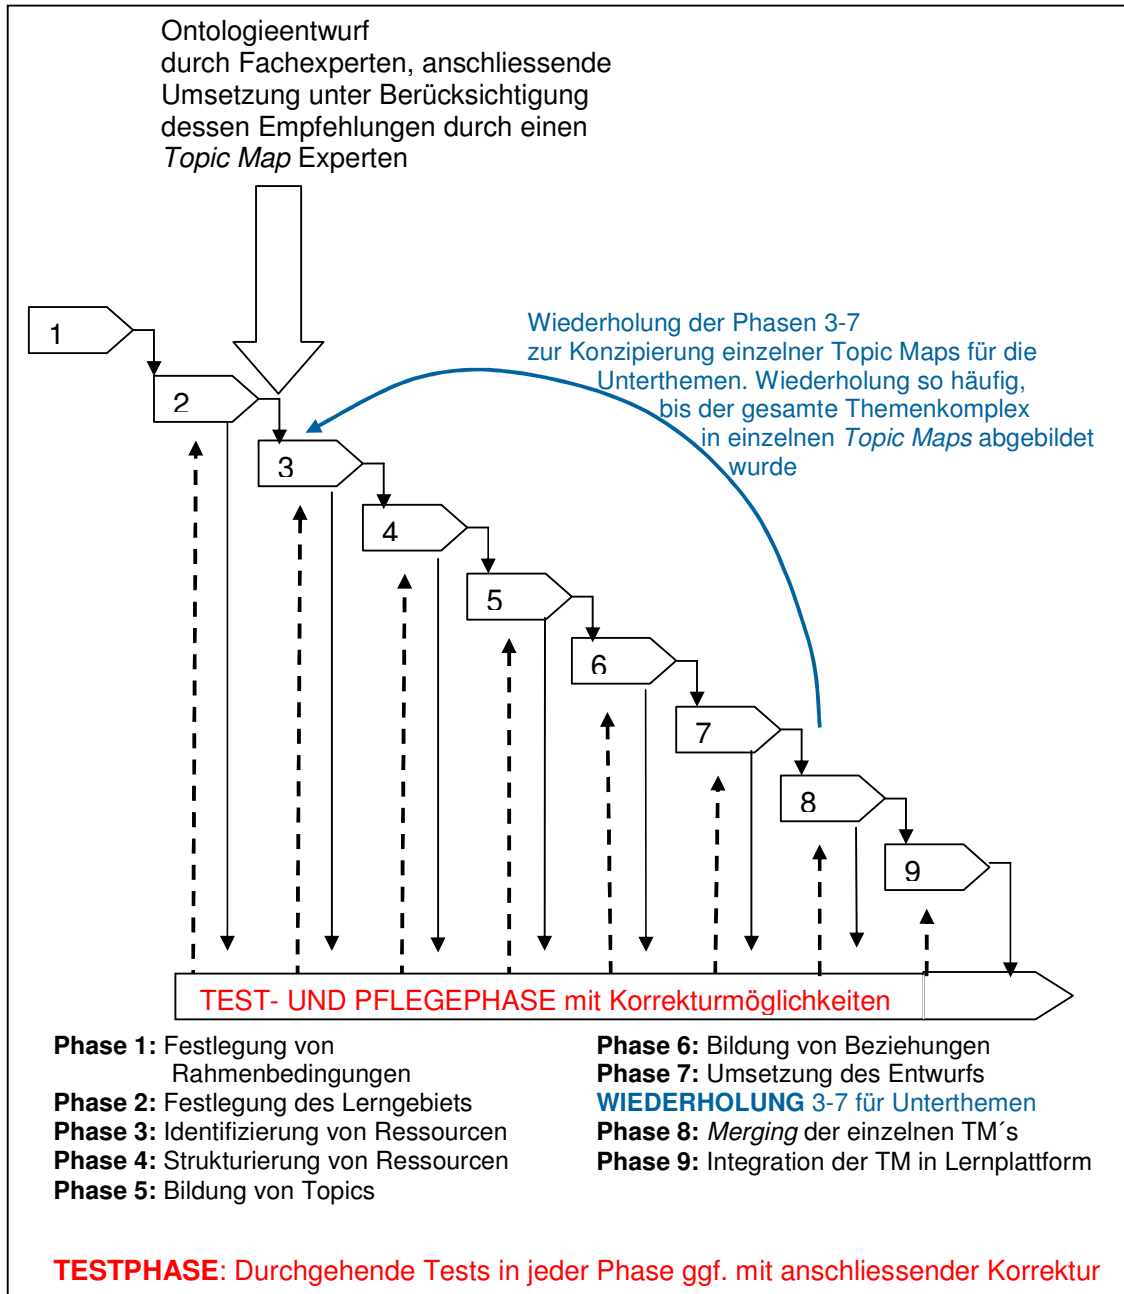 Ontologieentwurf
durch Fachexperten, anschliessende
Umsetzung unter Berücksichtigung
dessen Empfehlungen durch einen
Topic Map Experten
1
Wiederholung der Phasen 3-7
zur Konzipierung einzelner Topic Maps für die
Unterthemen. Wiederholung so häufig,
bis der gesamte Themenkomplex
in einzelnen Topic Maps abgebildet
wurde
2
3
4
5
6
7
8
9
TEST- UND PFLEGEPHASE mit Korrekturmöglichkeiten
Phase 1: Festlegung von
Rahmenbedingungen
Phase 2: Festlegung des Lerngebiets
Phase 3: Identifizierung von Ressourcen
Phase 4: Strukturierung von Ressourcen
Phase 5: Bildung von Topics
Phase 6: Bildung von Beziehungen
Phase 7: Umsetzung des Entwurfs
WIEDERHOLUNG 3-7 für Unterthemen
Phase 8: Merging der einzelnen TM´s
Phase 9: Integration der TM in Lernplattform
TESTPHASE: Durchgehende Tests in jeder Phase ggf. mit anschliessender Korrektur